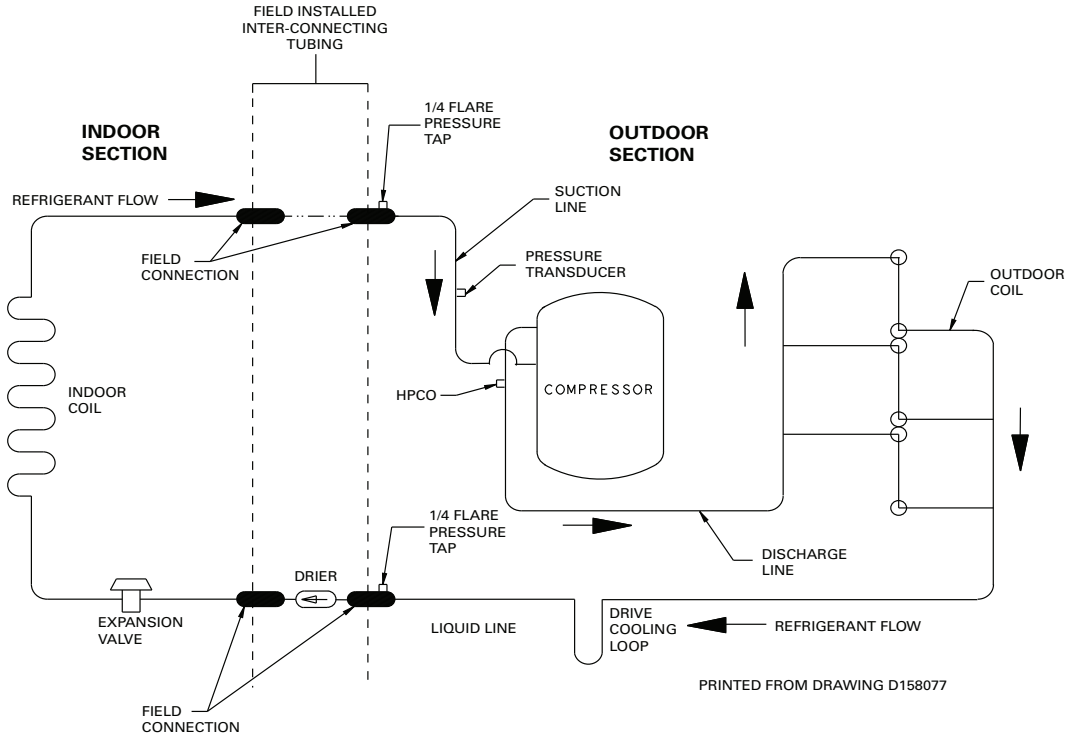 FIELD INSTALLED
INTER-CONNECTING
TUBING
1/4 FLARE
PRESSURE
TAP
INDOOR
SECTION
OUTDOOR
SECTION
REFRIGERANT FLOW
SUCTION
LINE
FIELD
CONNECTION
PRESSURE
TRANSDUCER
OUTDOOR
COIL
INDOOR
COIL
HPCO
COMPRESSOR
1/4 FLARE
PRESSURE
TAP
DISCHARGE
LINE
DRIER
EXPANSION
VALVE
LIQUID LINE
DRIVE
COOLING
LOOP
REFRIGERANT FLOW
PRINTED FROM DRAWING D158077
FIELD
CONNECTION